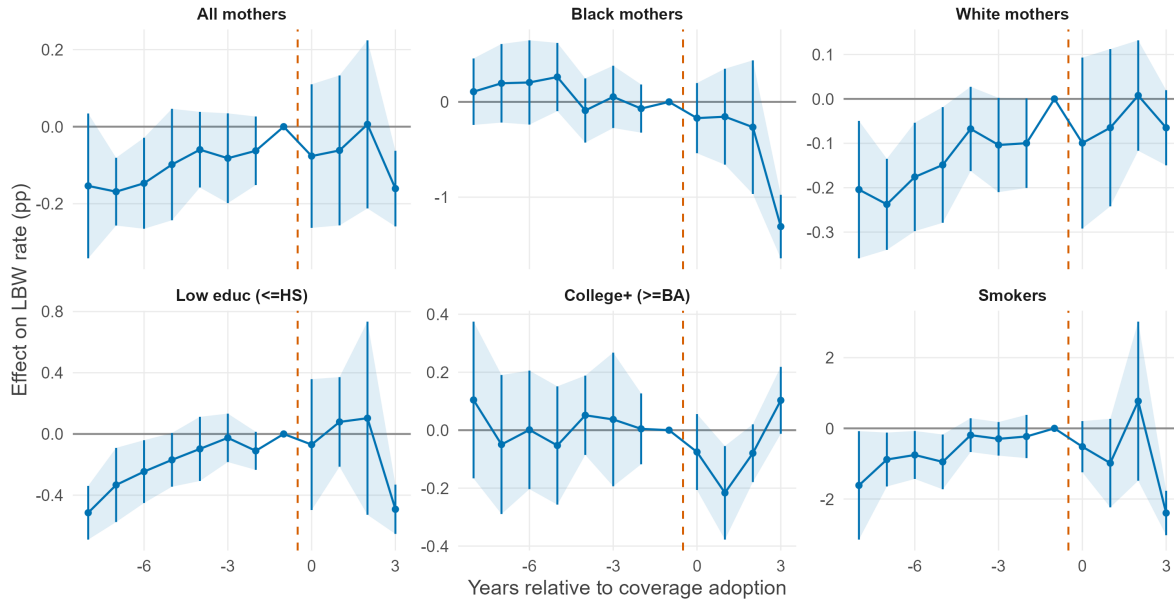 All mothers
Black mothers
White mothers
0.2
0.0
-0.2
0
-1
0.1
0.0
-0.1
-0.2
-0.3
Low educ (<=HS)
College+ (>=BA)
Smokers
0.8
0.4
0.0
-0.4
0.4
0.2
0.0
-0.2
-0.4
2
0
-2
-6 -3 0 3
-6 -3 0 3
-6 -3 0 3
Years relative to coverage adoption
Effect on LBW rate (pp)